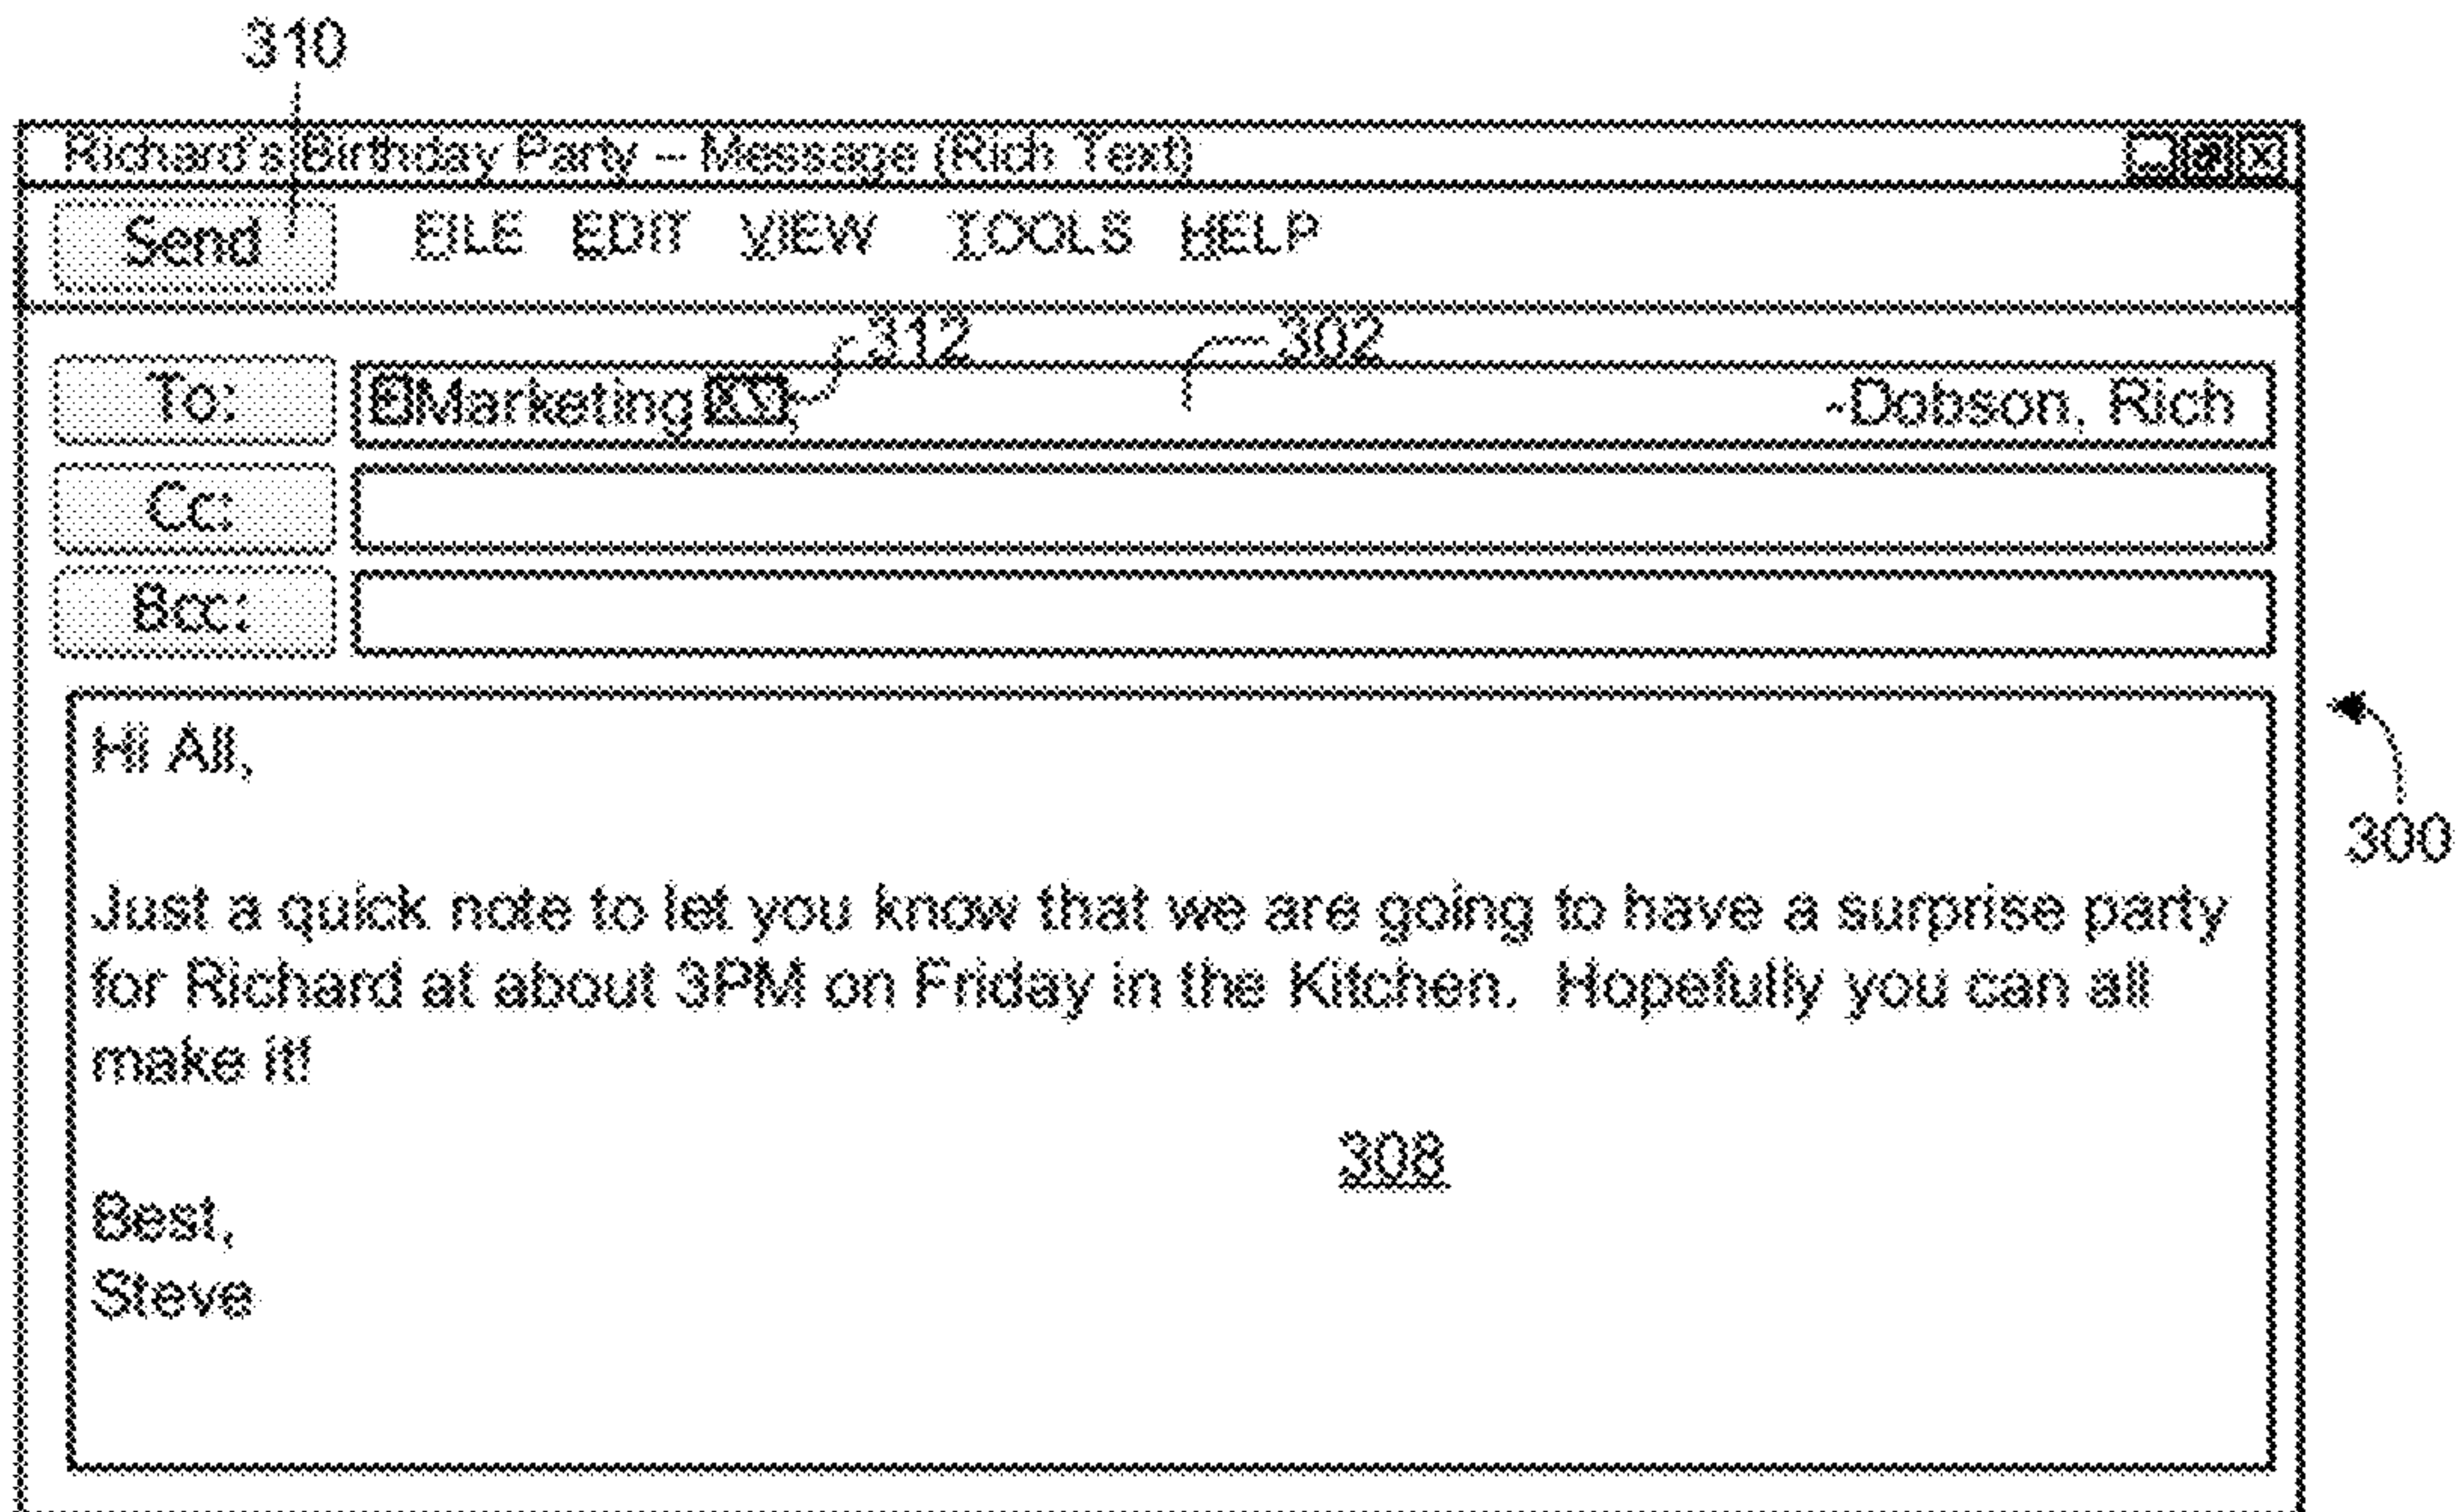 310
Richard's Birthday Party -- Message (Rich Text)
Send FILE EDIT VIEW TOOLS HELP
312 302
To: Marketing -Dobson, Rich
Cc:
Bcc:
Hi All,
300
Just a quick note to let you know that we are going to have a surprise party
for Richard at about 3PM on Friday in the Kitchen. Hopefully you can all
make it!
308
Best,
Steve